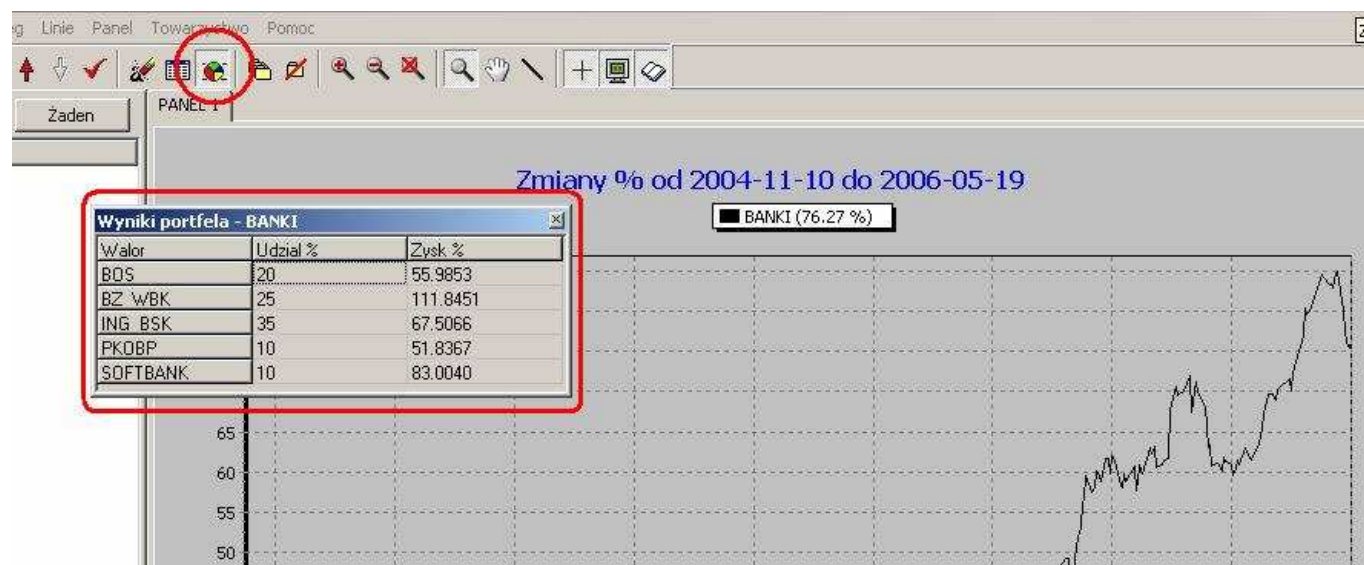 Linie Panel Towarzystwo Pomoc
Żaden
PANEL 1
Zmiany % od 2004-11-10 do 2006-05-19
BANKI (76.27 %)
Wyniki portfela - BANKI
Walor Udzial % Zysk %
BOS 20 55.9853
BZ WBK 25 111.8451
ING BSK 35 67.5066
PKOBP 10 51.8367
SOFTBANK 10 83.0040
65
60
55
50